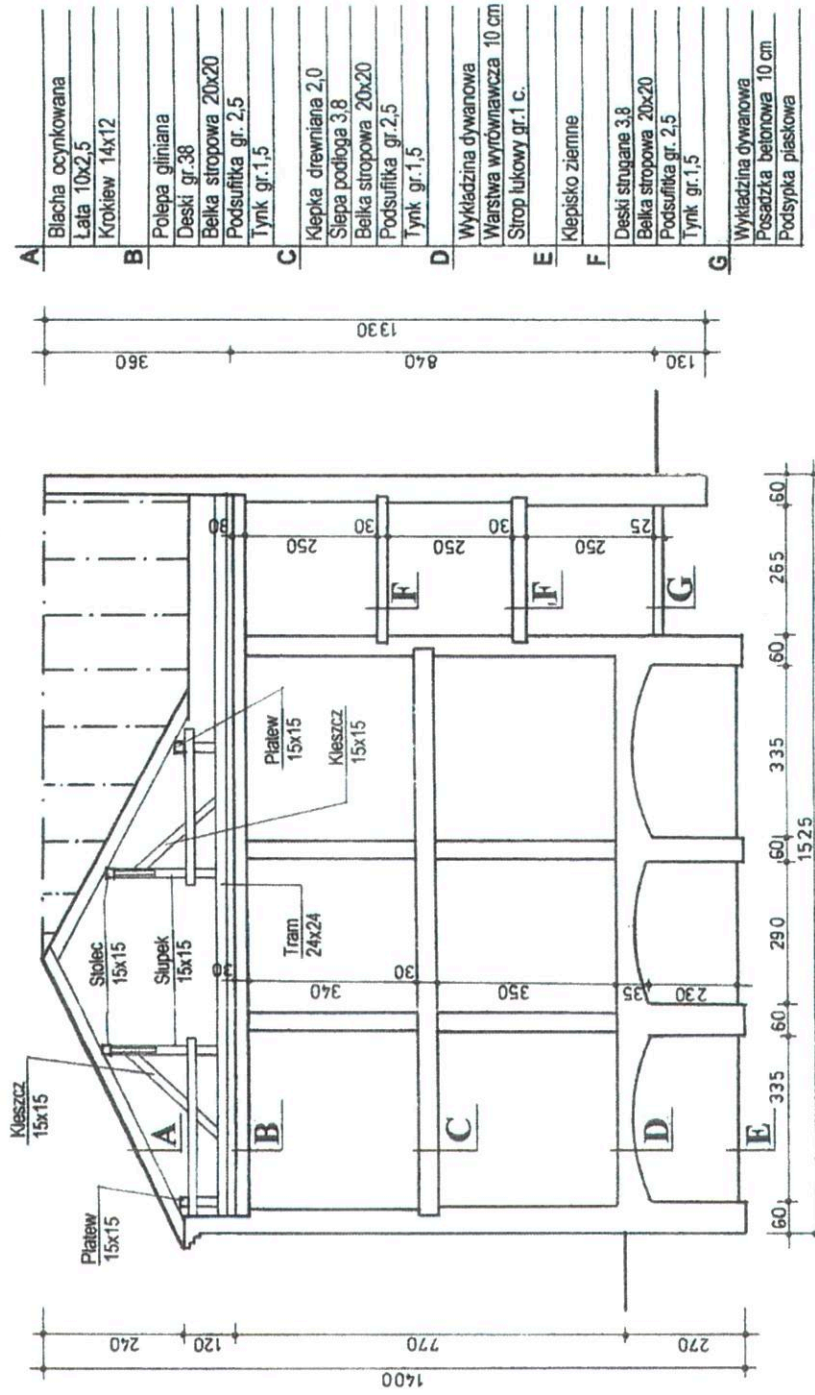 A
Blacha ocynkowana
Łata 10x2,5
Krokiew 14x12
B
Polepa gliniana
Deski gr.38
Belka stropowa 20x20
Podsufitka gr. 2,5
Tynk gr.1,5
C
Klepka drewniana 2,0
Ślepa podłoga 3,8
Belka stropowa 20x20
Podsufitka gr.2,5
Tynk gr.1,5
D
Wykładzina dywanowa
Warstwa wyrównawcza 10 cm
Strop łukowy gr.1 c.
E
Klepisko ziemne
F
Deski strugane 3,8
Belka stropowa 20x20
Podsufitka gr. 2,5
Tynk gr.1,5
G
Wykładzina dywanowa
Posadzka betonowa 10 cm
Podsypka piaskowa
360
840
130
1330
Kleszcz
15x15
Płatew
15x15
Stolec
15x15
Słupek
15x15
Tram
24x24
Płatew
15x15
Kleszcz
15x15
A
B
C
D
E
F
F
G
30
340
30
350
35
230
30
250
30
250
30
250
25
240
120
770
270
1400
60
335
60
290
60
335
60
265
60
1525